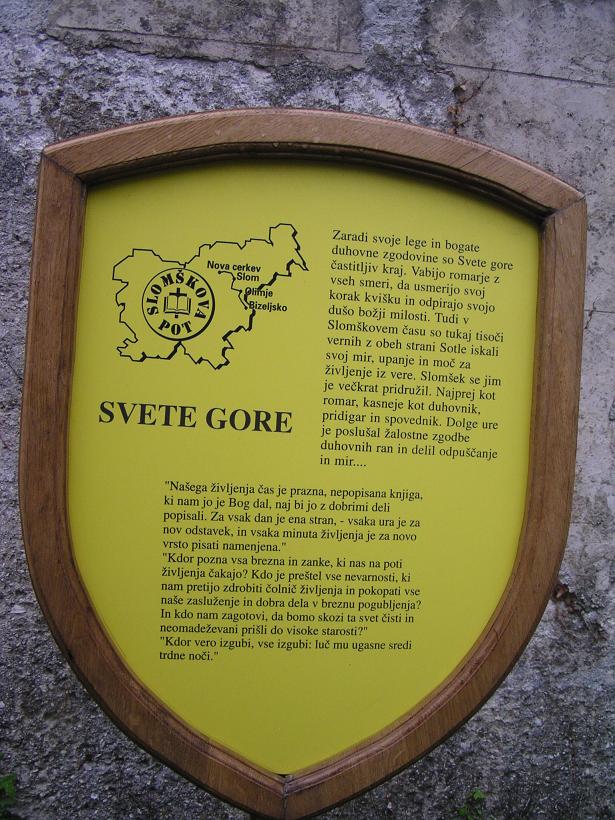 Nova cerkev
Slom
Olimje
Bizeljsko
SLOMŠKOVA
POT
SVETE GORE
Zaradi svoje lege in bogate
duhovne zgodovine so Svete gore
častitljiv kraj. Vabijo romarje z
vseh smeri, da usmerijo svoj
korak kvišku in odpirajo svojo
dušo božji milosti. Tudi v
Slomškovem času so tukaj tisoči
vernih z obeh strani Sotle iskali
svoj mir, upanje in moč za
življenje iz vere. Slomšek se jim
je večkrat pridružil. Najprej kot
romar, kasneje kot duhovnik,
pridigar in spovednik. Dolge ure
je poslušal žalostne zgodbe
duhovnih ran in delil odpuščanje
in mir....
"Našega življenja čas je prazna, nepopisana knjiga,
ki nam jo je Bog dal, naj bi jo z dobrimi deli
popisali. Za vsak dan je ena stran, - vsaka ura je za
nov odstavek, in vsaka minuta življenja je za novo
vrsto pisati namenjena."
"Kdor pozna vsa brezna in zanke, ki nas na poti
življenja čakajo? Kdo je preštel vse nevarnosti, ki
nam pretijo zdrobiti čolnič življenja in pokopati vse
naše zasluženje in dobra dela v breznu pogubljenja?
In kdo nam zagotovi, da bomo skozi ta svet čisti in
neomadeževani prišli do visoke starosti?"
"Kdor vero izgubi, vse izgubi: luč mu ugasne sredi
trdne noči."